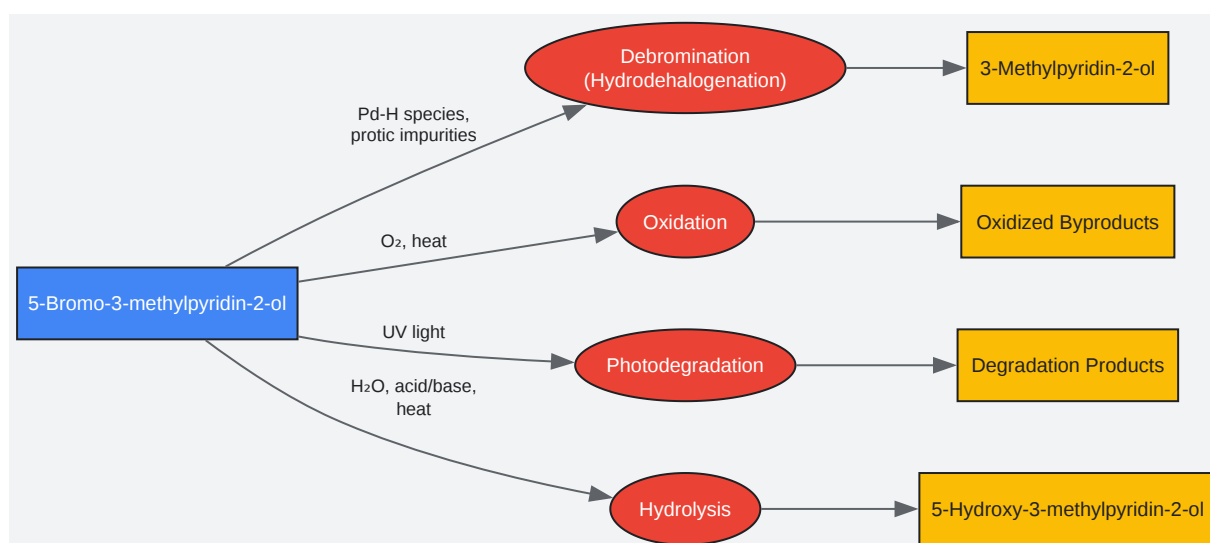 Debromination
(Hydrodehalogenation)
3-Methylpyridin-2-ol
Pd-H species,
protic impurities
Oxidation
Oxidized Byproducts
O₂, heat
5-Bromo-3-methylpyridin-2-ol
UV light
Photodegradation
Degradation Products
H₂O, acid/base,
heat
Hydrolysis
5-Hydroxy-3-methylpyridin-2-ol